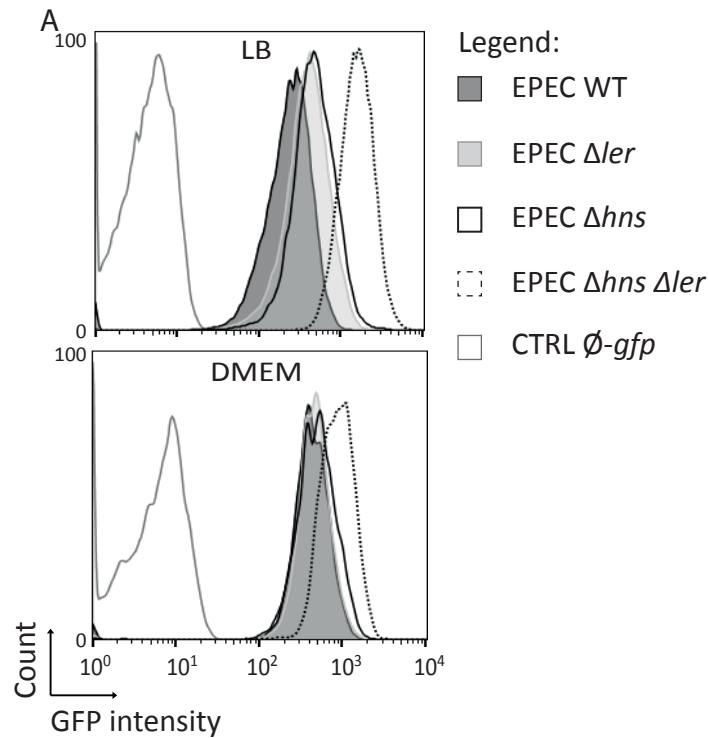 A
100
LB
0
Legend:
EPEC WT
EPEC Δler
EPEC Δhns
EPEC Δhns Δler
CTRL Ø-gfp
100
DMEM
0
10⁰ 10¹ 10² 10³ 10⁴
Count
GFP intensity